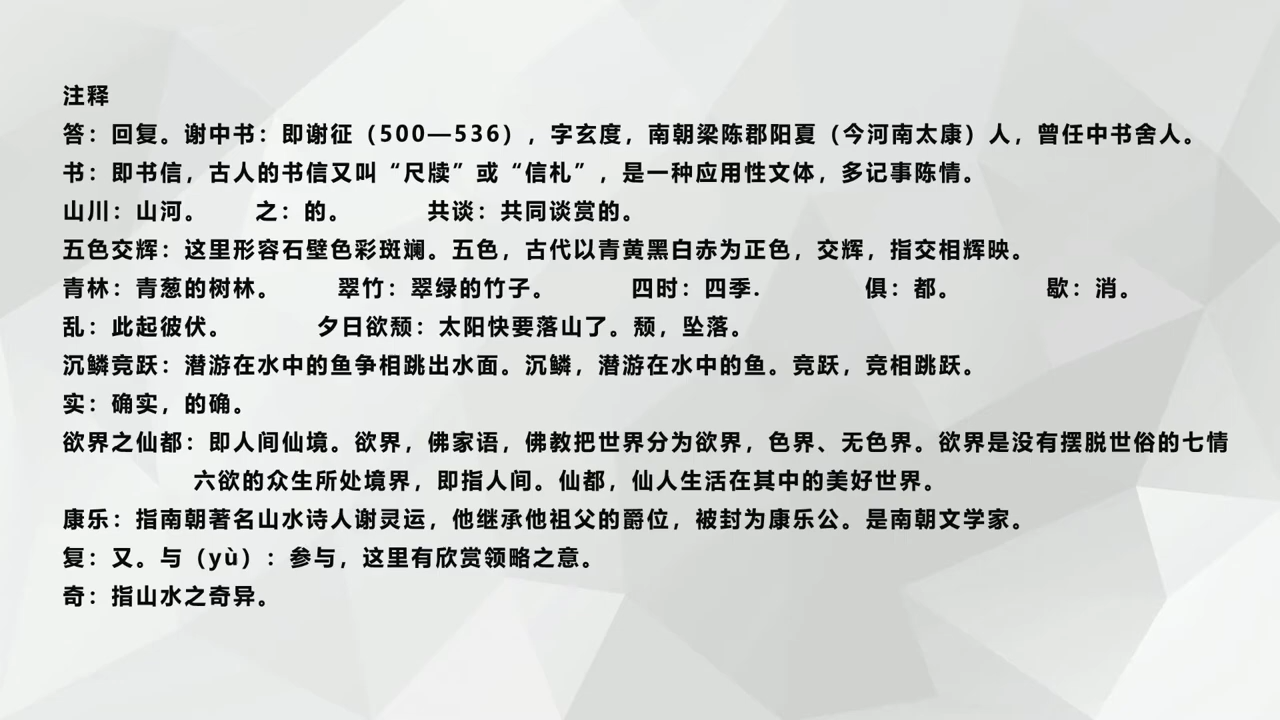 注释
答：回复。谢中书：即谢征（500—536），字玄度，南朝梁陈郡阳夏（今河南太康）人，曾任中书舍人。
书：即书信，古人的书信又叫“尺牍”或“信札”，是一种应用性文体，多记事陈情。
山川：山河。 之：的。 共谈：共同谈赏的。
五色交辉：这里形容石壁色彩斑斓。五色，古代以青黄黑白赤为正色，交辉，指交相辉映。
青林：青葱的树林。 翠竹：翠绿的竹子。 四时：四季. 俱：都。 歇：消。
乱：此起彼伏。 夕日欲颓：太阳快要落山了。颓，坠落。
沉鳞竞跃：潜游在水中的鱼争相跳出水面。沉鳞，潜游在水中的鱼。竞跃，竞相跳跃。
实：确实，的确。
欲界之仙都：即人间仙境。欲界，佛家语，佛教把世界分为欲界，色界、无色界。欲界是没有摆脱世俗的七情
六欲的众生所处境界，即指人间。仙都，仙人生活在其中的美好世界。
康乐：指南朝著名山水诗人谢灵运，他继承他祖父的爵位，被封为康乐公。是南朝文学家。
复：又。与（yù）：参与，这里有欣赏领略之意。
奇：指山水之奇异。